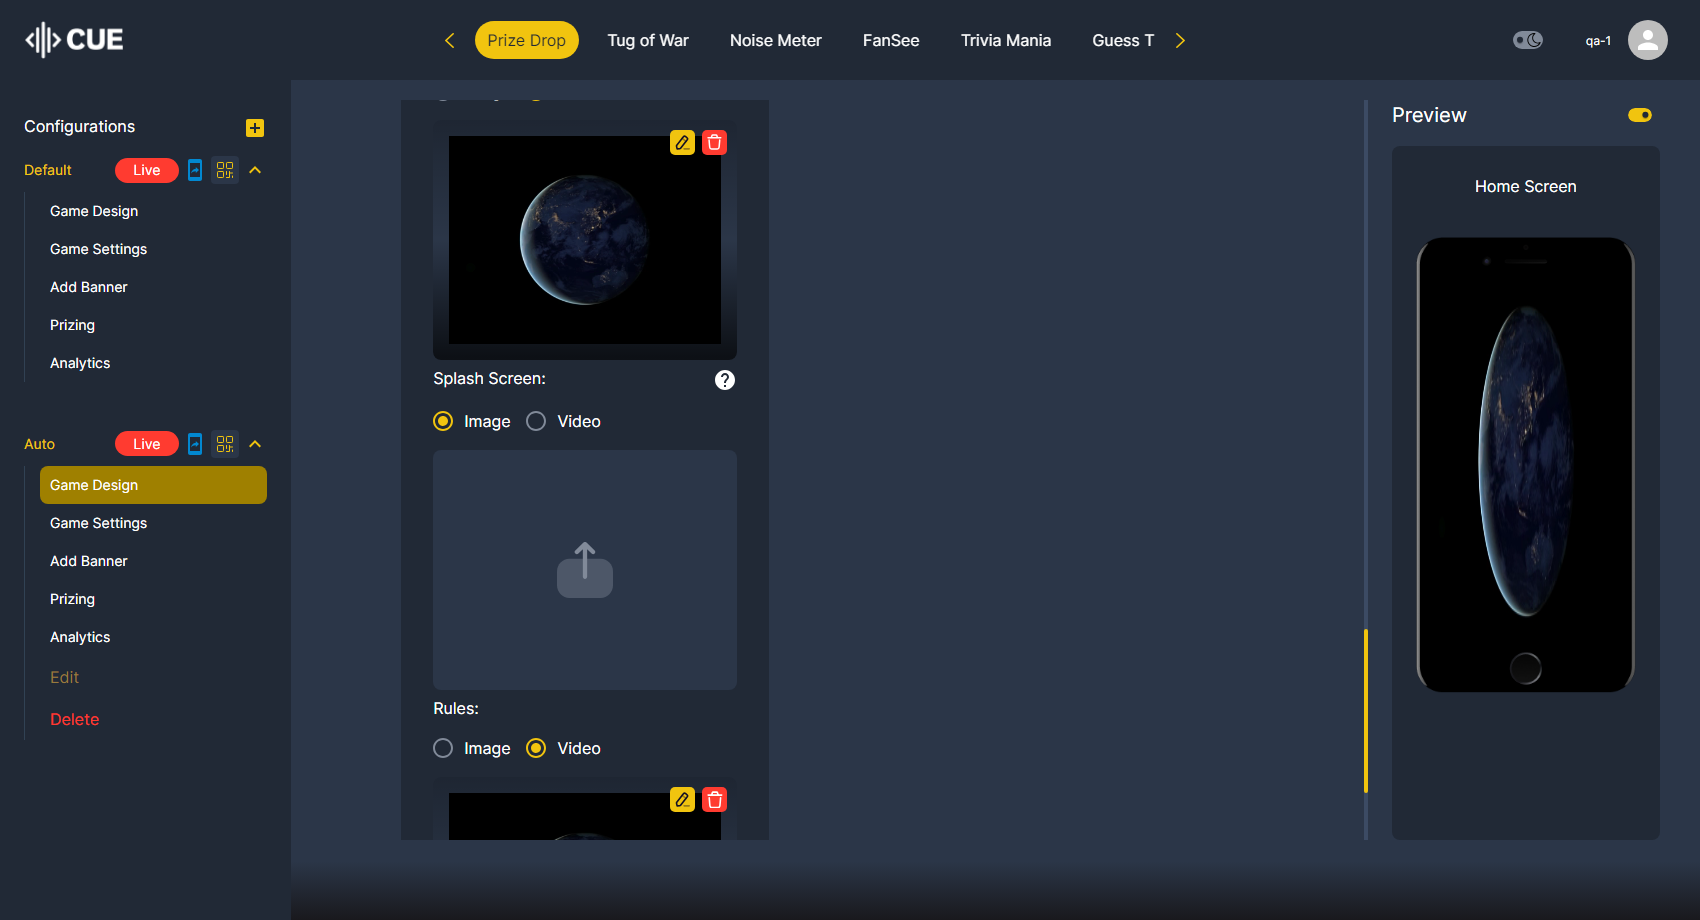 CUE
Prize Drop
Tug of War
Noise Meter
FanSee
Trivia Mania
Guess T
qa-1
Configurations
Default
Live
Game Design
Game Settings
Add Banner
Prizing
Analytics
Auto
Live
Game Design
Game Settings
Add Banner
Prizing
Analytics
Edit
Delete
Splash Screen:
?
Image
Video
Rules:
Image
Video
Preview
Home Screen